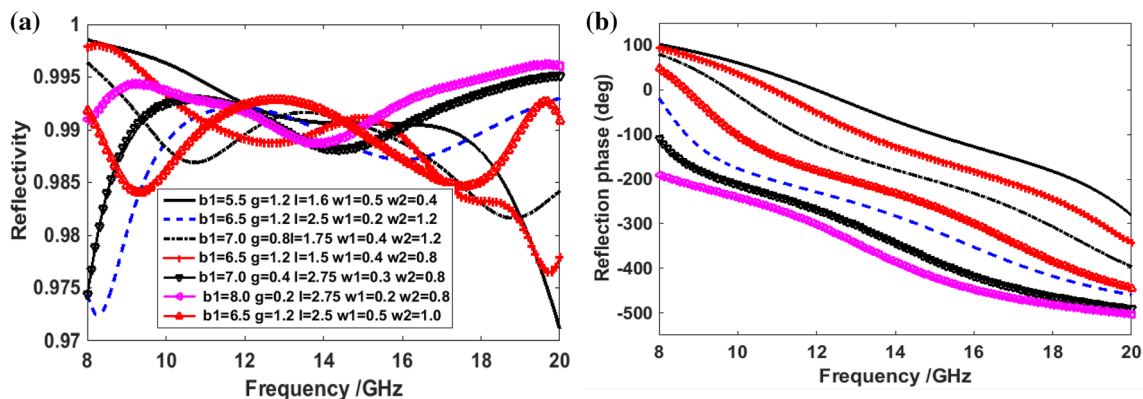 (a)
Reflectivity
1
0.995
0.99
0.985
0.98
0.975
0.97
b1=5.5 g=1.2 l=1.6 w1=0.5 w2=0.4
b1=6.5 g=1.2 l=2.5 w1=0.2 w2=1.2
b1=7.0 g=0.8l=1.75 w1=0.4 w2=1.2
b1=6.5 g=1.2 l=1.5 w1=0.4 w2=0.8
b1=7.0 g=0.4 l=2.75 w1=0.3 w2=0.8
b1=8.0 g=0.2 l=2.75 w1=0.2 w2=0.8
b1=6.5 g=1.2 l=2.5 w1=0.5 w2=1.0
8 10 12 14 16 18 20
Frequency /GHz
(b)
Reflection phase (deg)
100
0
-100
-200
-300
-400
-500
8 10 12 14 16 18 20
Frequency /GHz